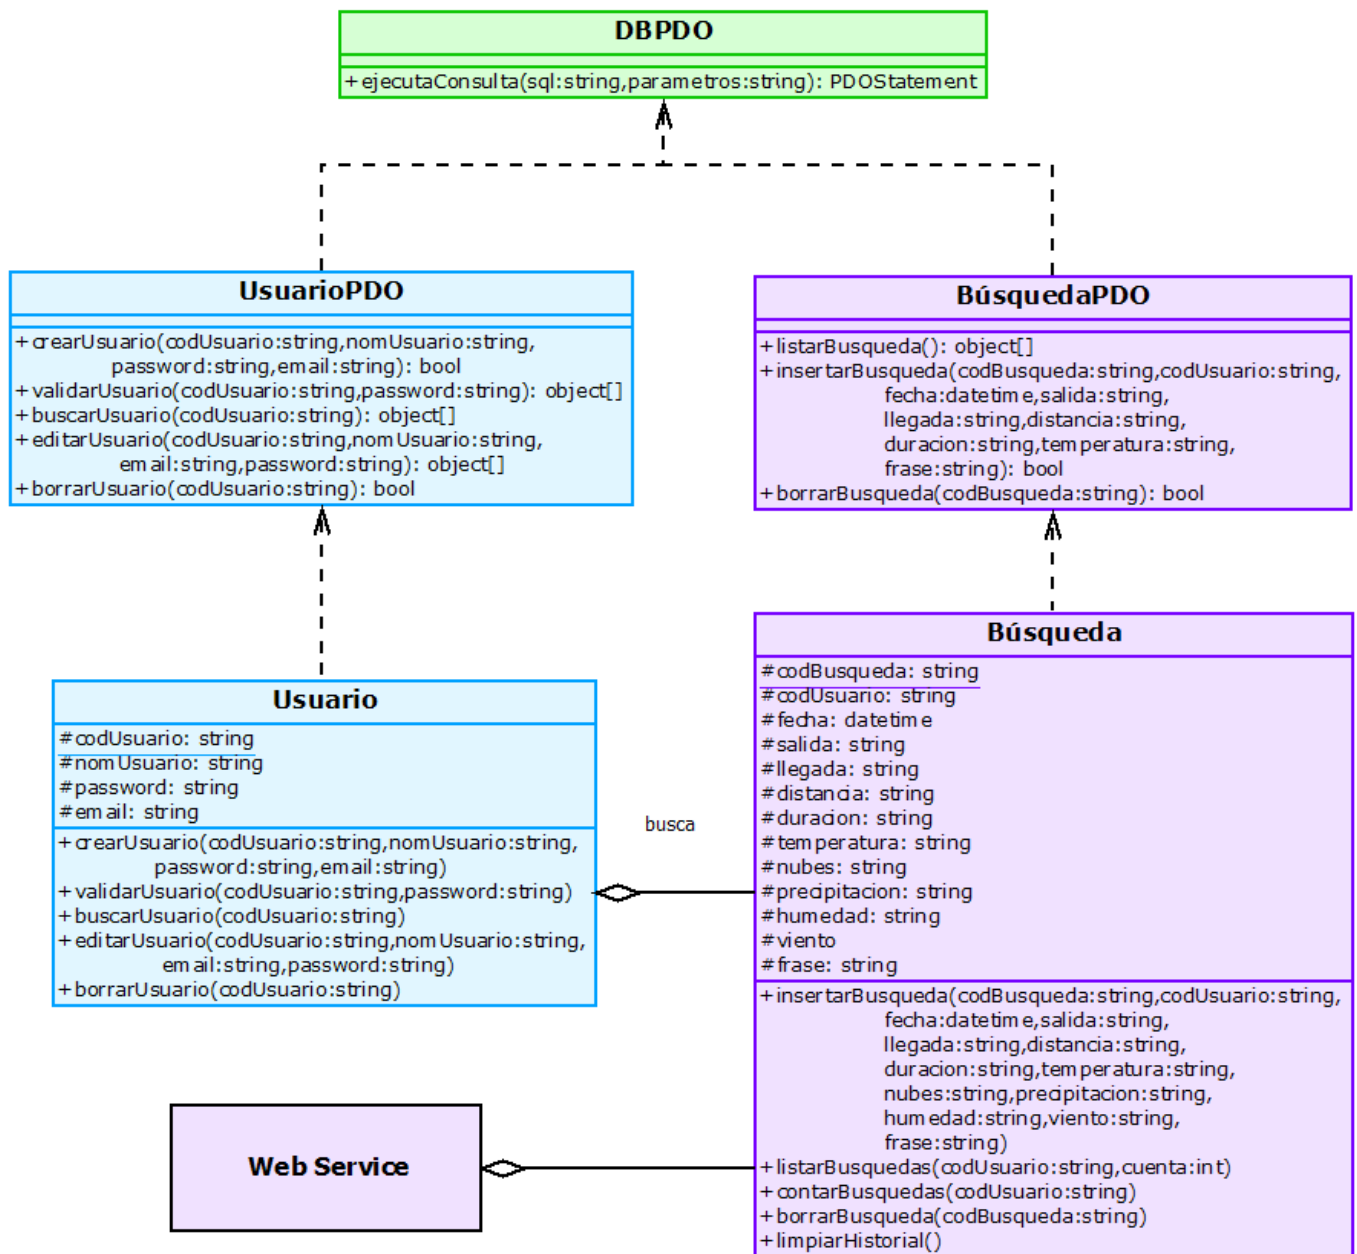 DBPDO
+ejecutaConsulta(sql:string,parametros:string): PDOStatement
UsuarioPDO
+crearUsuario(codUsuario:string,nomUsuario:string,
password:string,email:string): bool
+validarUsuario(codUsuario:string,password:string): object[]
+buscarUsuario(codUsuario:string): object[]
+editarUsuario(codUsuario:string,nomUsuario:string,
email:string,password:string): object[]
+borrarUsuario(codUsuario:string): bool
BúsquedaPDO
+listarBusqueda(): object[]
+insertarBusqueda(codBusqueda:string,codUsuario:string,
fecha:datetime,salida:string,
llegada:string,distancia:string,
duracion:string,temperatura:string,
frase:string): bool
+borrarBusqueda(codBusqueda:string): bool
Usuario
#codUsuario: string
#nomUsuario: string
#password: string
#email: string
+crearUsuario(codUsuario:string,nomUsuario:string,
password:string,email:string)
+validarUsuario(codUsuario:string,password:string)
+buscarUsuario(codUsuario:string)
+editarUsuario(codUsuario:string,nomUsuario:string,
email:string,password:string)
+borrarUsuario(codUsuario:string)
busca
Búsqueda
#codBusqueda: string
#codUsuario: string
#fecha: datetime
#salida: string
#llegada: string
#distancia: string
#duracion: string
#temperatura: string
#nubes: string
#precipitacion: string
#humedad: string
#viento
#frase: string
+insertarBusqueda(codBusqueda:string,codUsuario:string,
fecha:datetime,salida:string,
llegada:string,distancia:string,
duracion:string,temperatura:string,
nubes:string,precipitacion:string,
humedad:string,viento:string,
frase:string)
+listarBusquedas(codUsuario:string,cuenta:int)
+contarBusquedas(codUsuario:string)
+borrarBusqueda(codBusqueda:string)
+limpiarHistorial()
Web Service